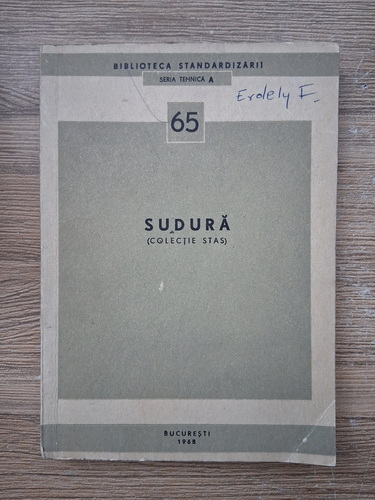 BIBLIOTECA STANDARDIZĂRII
SERIA TEHNICĂ A
Erdely F.
65
SUDURĂ
(COLECȚIE STAS)
BUCUREȘTI
1968